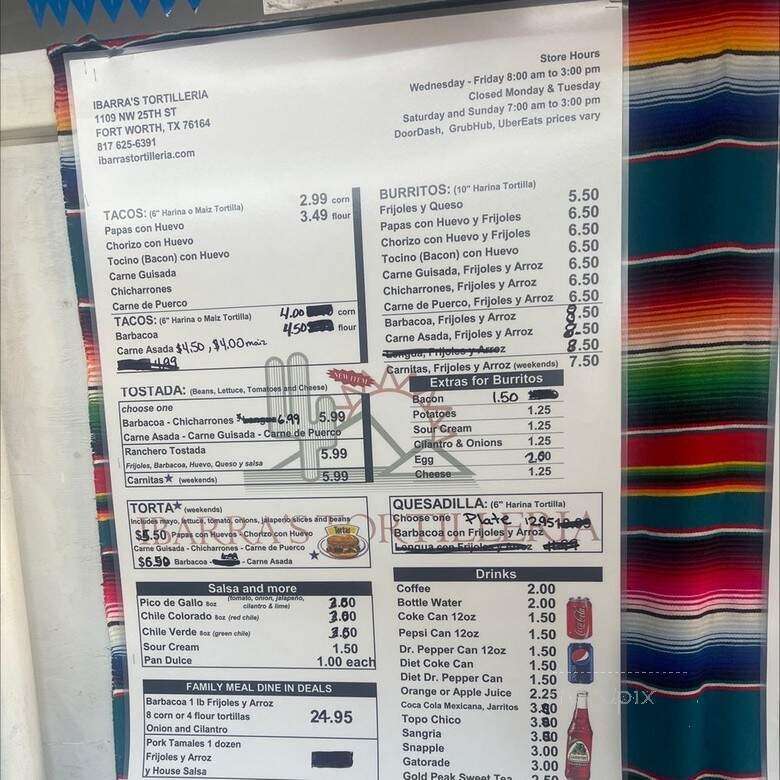 IBARRA'S TORTILLERIA
1109 NW 25TH ST
FORT WORTH, TX 76164
817 625-6391
ibarrastortilleria.com
Store Hours
Wednesday - Friday 8:00 am to 3:00 pm
Closed Monday & Tuesday
Saturday and Sunday 7:00 am to 3:00 pm
DoorDash, GrubHub, UberEats prices vary
TACOS: (6" Harina o Maiz Tortilla) 2.99 corn
3.49 flour
Papas con Huevo
Chorizo con Huevo
Tocino (Bacon) con Huevo
Carne Guisada
Chicharrones
Carne de Puerco
TACOS: (6" Harina o Maiz Tortilla) 4.00 corn
Barbacoa 4.50 flour
Carne Asada $4.50, $4.00 maiz
BURRITOS: (10" Harina Tortilla)
Frijoles y Queso 5.50
Papas con Huevo y Frijoles 6.50
Chorizo con Huevo y Frijoles 6.50
Tocino (Bacon) con Huevo 6.50
Carne Guisada, Frijoles y Arroz 6.50
Chicharrones, Frijoles y Arroz 6.50
Carne de Puerco, Frijoles y Arroz 6.50
Barbacoa, Frijoles y Arroz 8.50
Carne Asada, Frijoles y Arroz 8.50
Lengua, Frijoles y Arroz 8.50
Carnitas, Frijoles y Arroz (weekends) 7.50
TOSTADA: (Beans, Lettuce, Tomatoes and Cheese)
NEW ITEM
choose one
Barbacoa - Chicharrones Lengua 6.99 5.99
Carne Asada - Carne Guisada - Carne de Puerco
Ranchero Tostada 5.99
Frijoles, Barbacoa, Huevo, Queso y salsa
Carnitas★ (weekends) 5.99
Extras for Burritos
Bacon 1.50
Potatoes 1.25
Sour Cream 1.25
Cilantro & Onions 1.25
Egg 2.00
Cheese 1.25
TORTA★ (weekends)
Includes mayo, lettuce, tomato, onions, jalapeño slices and beans
$5.50 Papas con Huevos - Chorizo con Huevo
Carne Guisada - Chicharrones - Carne de Puerco
$6.50 Barbacoa - - Carne Asada
Tortas
QUESADILLA: (6" Harina Tortilla)
Choose one Plate 12.95
Barbacoa con Frijoles y Arroz
Lengua con Frijoles y Arroz
IBARRA'S TORTILLERIA
Salsa and more
Pico de Gallo 8oz (tomato, onion, jalapeño, cilantro & lime)
Chile Colorado 8oz (red chile)
Chile Verde 8oz (green chile)
Sour Cream 1.50
Pan Dulce 1.00 each
Drinks
Coffee 2.00
Bottle Water 2.00
Coke Can 12oz 1.50
Pepsi Can 12oz 1.50
Dr. Pepper Can 12oz 1.50
Diet Coke Can 1.50
Diet Dr. Pepper Can 1.50
Orange or Apple Juice 2.25
Coca Cola Mexicana, Jarritos
Topo Chico
Sangria
Snapple 3.00
Gatorade 3.00
Gold Peak Sweet Tea
FAMILY MEAL DINE IN DEALS
Barbacoa 1 lb Frijoles y Arroz
8 corn or 4 flour tortillas 24.95
Onion and Cilantro
Pork Tamales 1 dozen
Frijoles y Arroz
y House Salsa